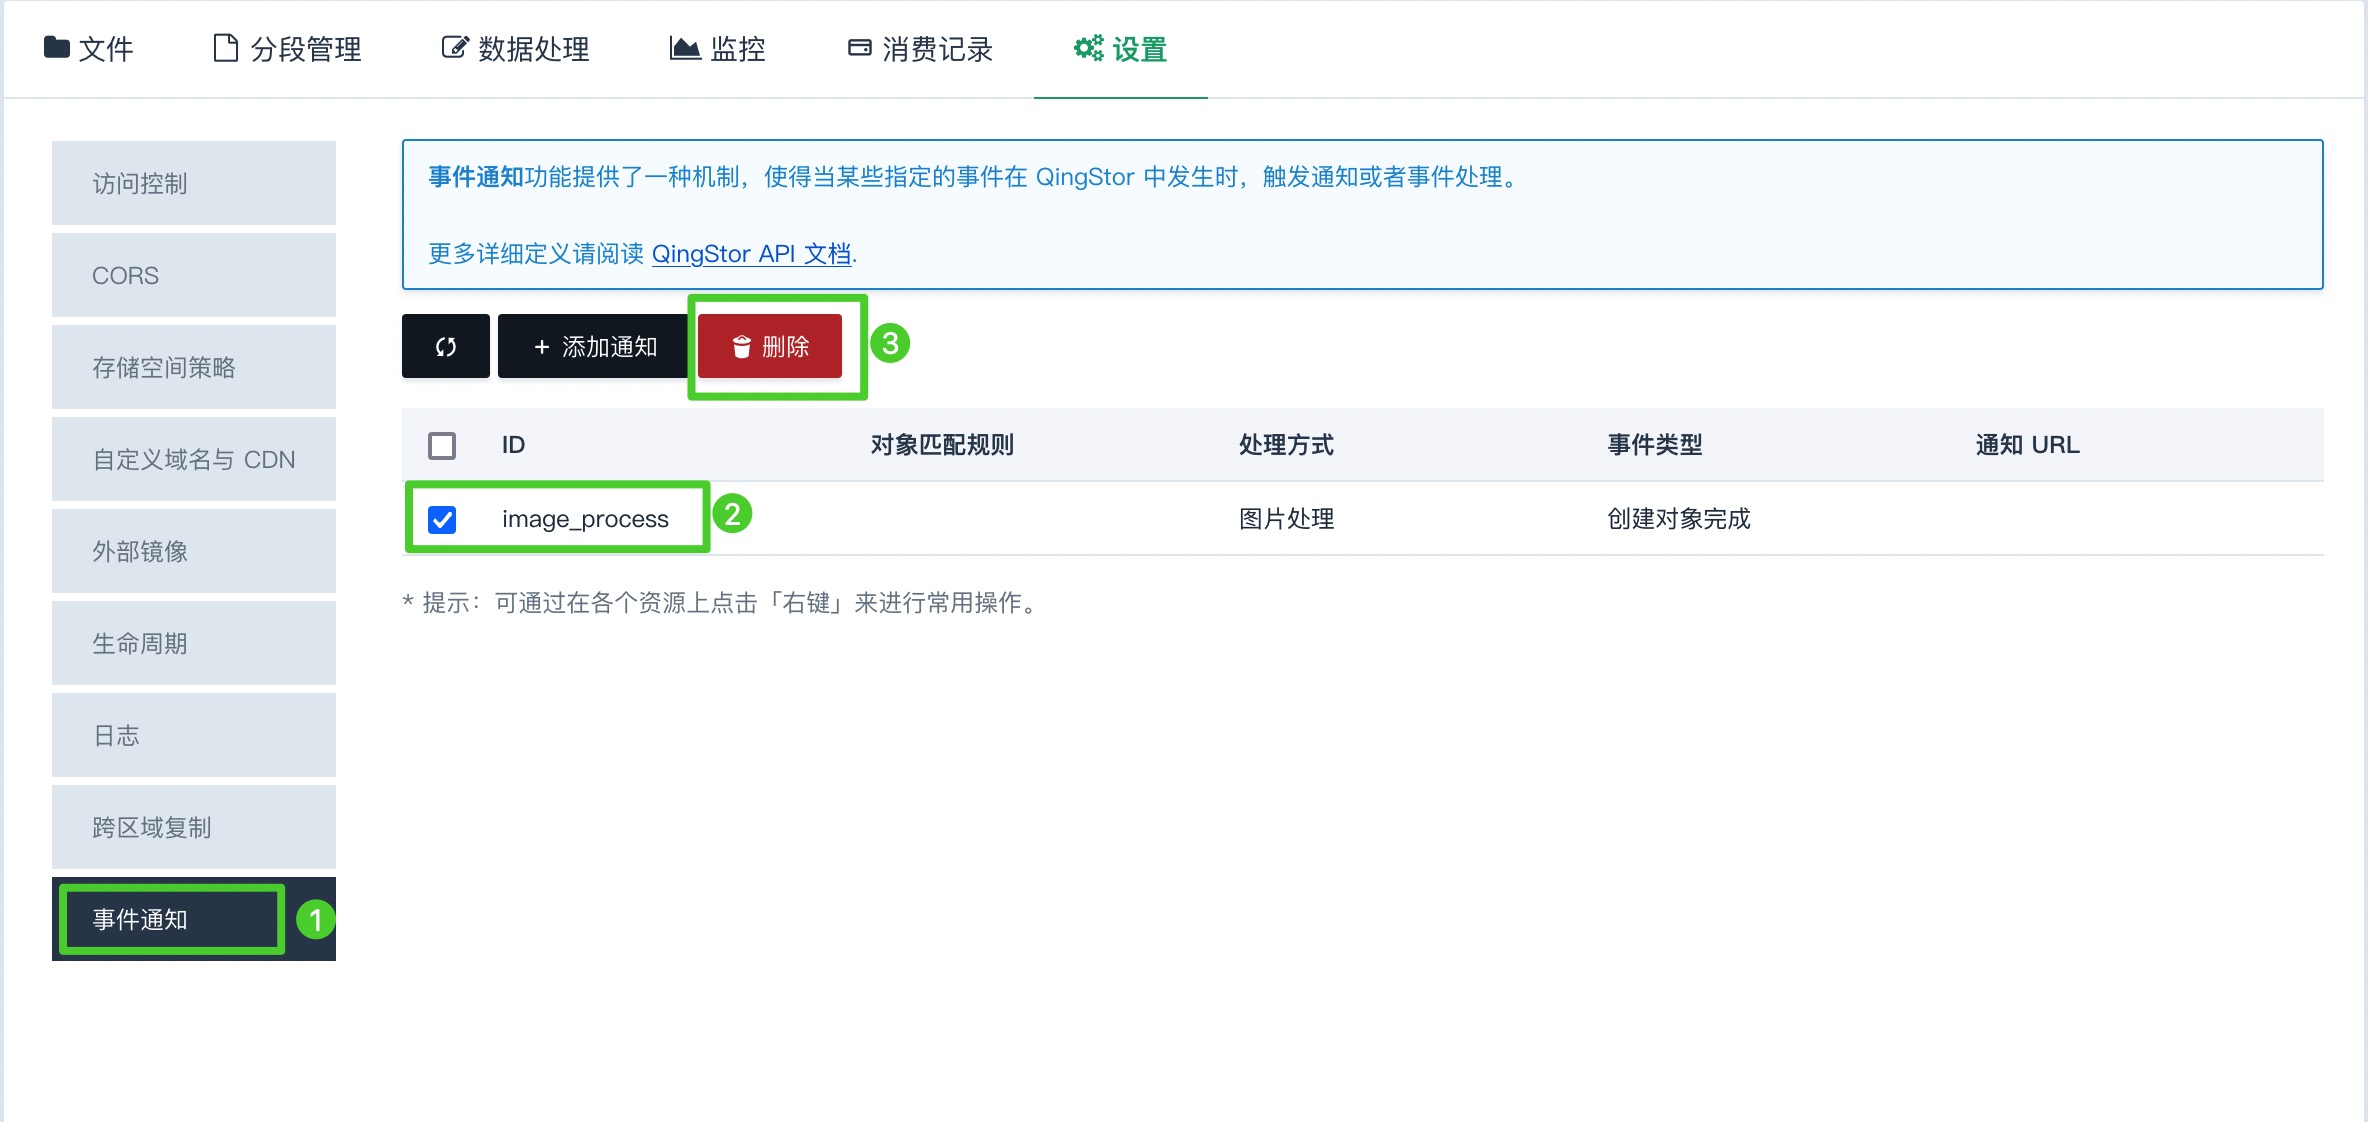 文件 分段管理 数据处理 监控 消费记录 设置
访问控制
CORS
存储空间策略
自定义域名与 CDN
外部镜像
生命周期
日志
跨区域复制
事件通知 1
事件通知功能提供了一种机制，使得当某些指定的事件在 QingStor 中发生时，触发通知或者事件处理。
更多详细定义请阅读 QingStor API 文档.
+ 添加通知 删除 3
ID 对象匹配规则 处理方式 事件类型 通知 URL
image_process 2 图片处理 创建对象完成
* 提示：可通过在各个资源上点击「右键」来进行常用操作。